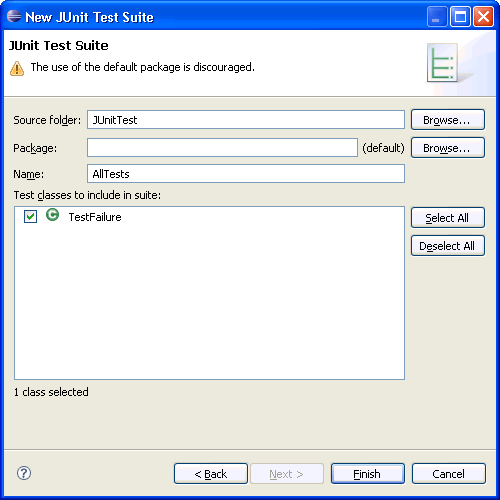 New JUnit Test Suite
JUnit Test Suite
The use of the default package is discouraged.
Source folder: JUnitTest Browse...
Package: (default) Browse...
Name: AllTests
Test classes to include in suite:
TestFailure Select All
Deselect All
1 class selected
? < Back Next > Finish Cancel